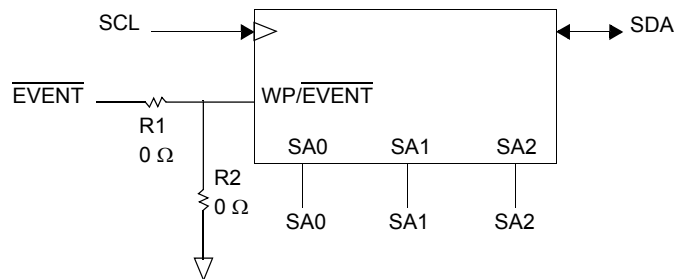 SCL
SDA
EVENT
WP/EVENT
R1
0 Ω
SA0 SA1 SA2
R2
0 Ω
SA0 SA1 SA2